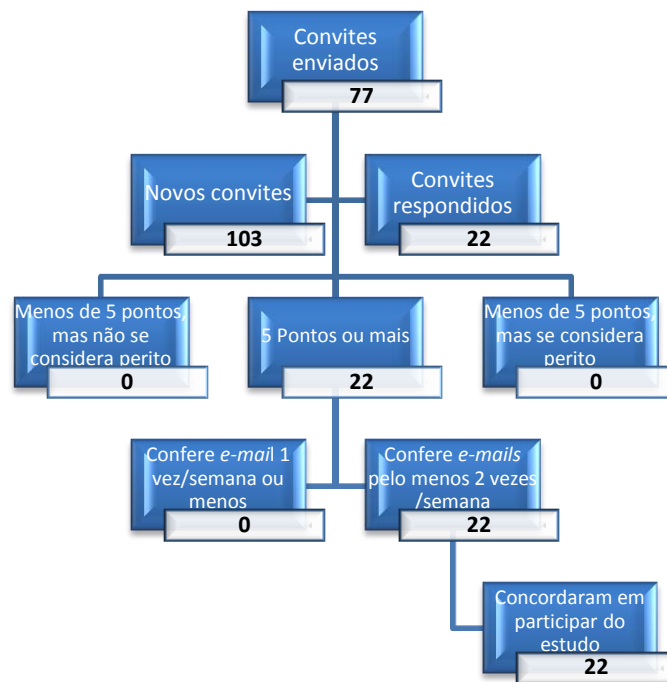 Convites
enviados
77
Novos convites
103
Convites
respondidos
22
Menos de 5 pontos,
mas não se
considera perito
0
5 Pontos ou mais
22
Menos de 5 pontos,
mas se considera
perito
0
Confere e-mail 1
vez/semana ou
menos
0
Confere e-mails
pelo menos 2 vezes
/semana
22
Concordaram em
participar do
estudo
22